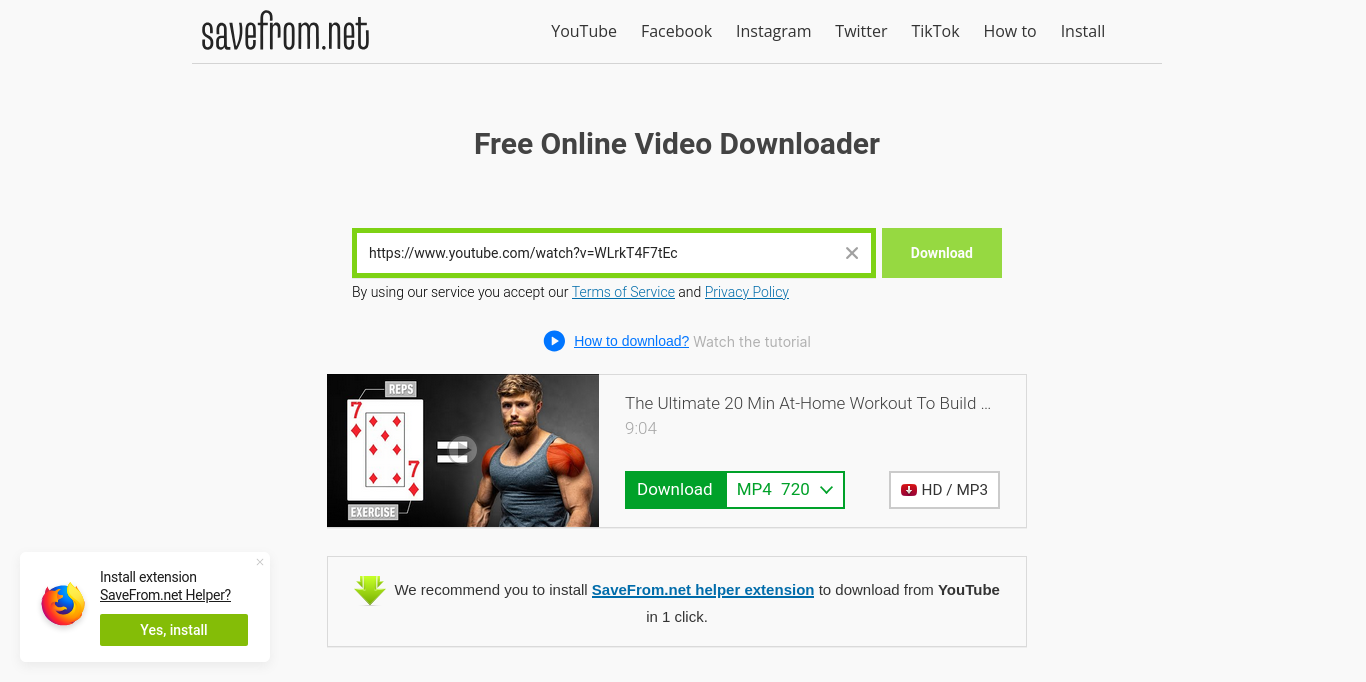 savefrom.net
YouTube Facebook Instagram Twitter TikTok How to Install
Free Online Video Downloader
https://www.youtube.com/watch?v=WLrkT4F7tEc
Download
By using our service you accept our Terms of Service and Privacy Policy
How to download? Watch the tutorial
REPS
7
7
EXERCISE
The Ultimate 20 Min At-Home Workout To Build ...
9:04
Download MP4 720
HD / MP3
We recommend you to install SaveFrom.net helper extension to download from YouTube
in 1 click.
Install extension
SaveFrom.net Helper?
Yes, install